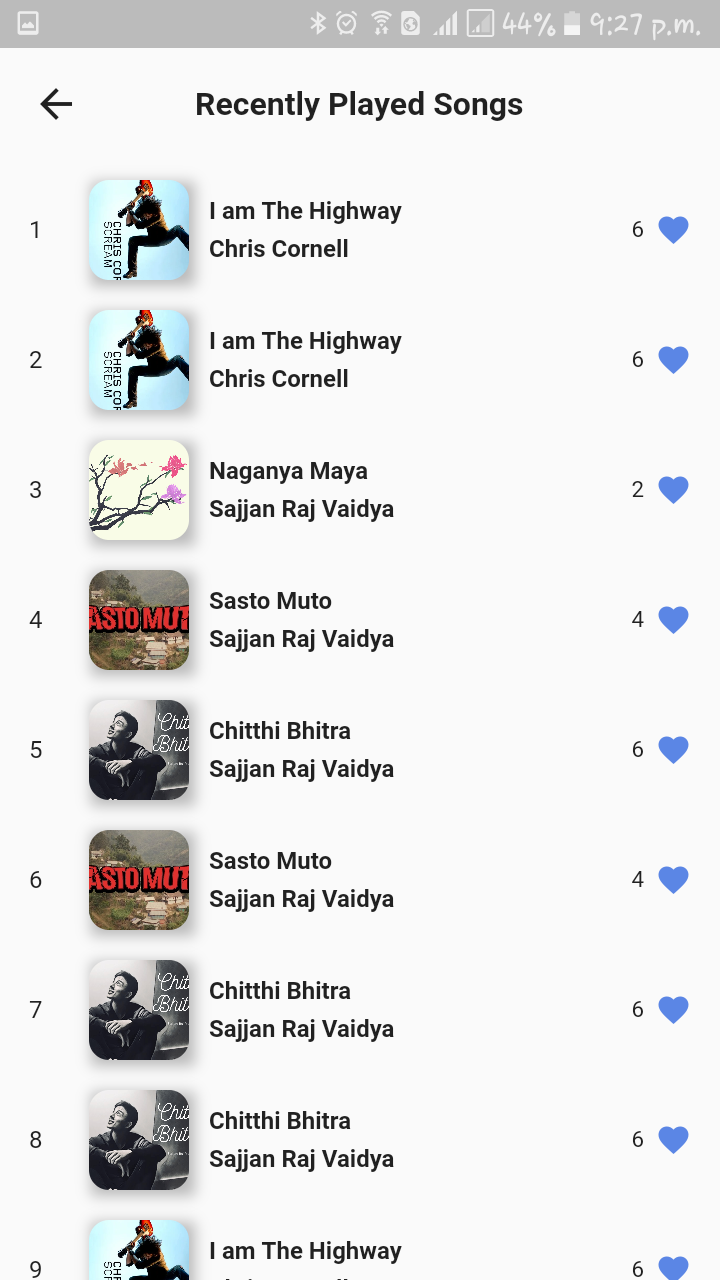 44% 9:27 p.m.
Recently Played Songs
1
I am The Highway
Chris Cornell
6
CHRIS COR
SCREAM
2
I am The Highway
Chris Cornell
6
CHRIS COR
SCREAM
3
Naganya Maya
Sajjan Raj Vaidya
2
4
ASTO MUT
Sasto Muto
Sajjan Raj Vaidya
4
5
Chit
Bhit
Chitthi Bhitra
Sajjan Raj Vaidya
6
6
ASTO MUT
Sasto Muto
Sajjan Raj Vaidya
4
7
Chit
Bhit
Chitthi Bhitra
Sajjan Raj Vaidya
6
8
Chit
Bhit
Chitthi Bhitra
Sajjan Raj Vaidya
6
9
I am The Highway
6